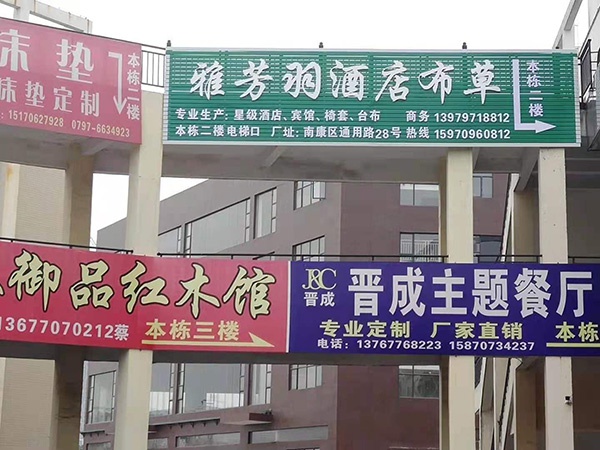 床垫
床垫定制
15170627928 0797-6634923
本栋二楼
雅芳羽酒店布草
专业生产: 星级酒店、宾馆、椅套、台布 商务 13979718812
本栋二楼电梯口 厂址: 南康区通用路28号 热线 15970960812
本栋二楼
御品红木馆
13677070212蔡 本栋三楼
J&C
晋成
晋成主题餐厅
专业定制 厂家直销
电话: 13767768223 15870734237
本栋